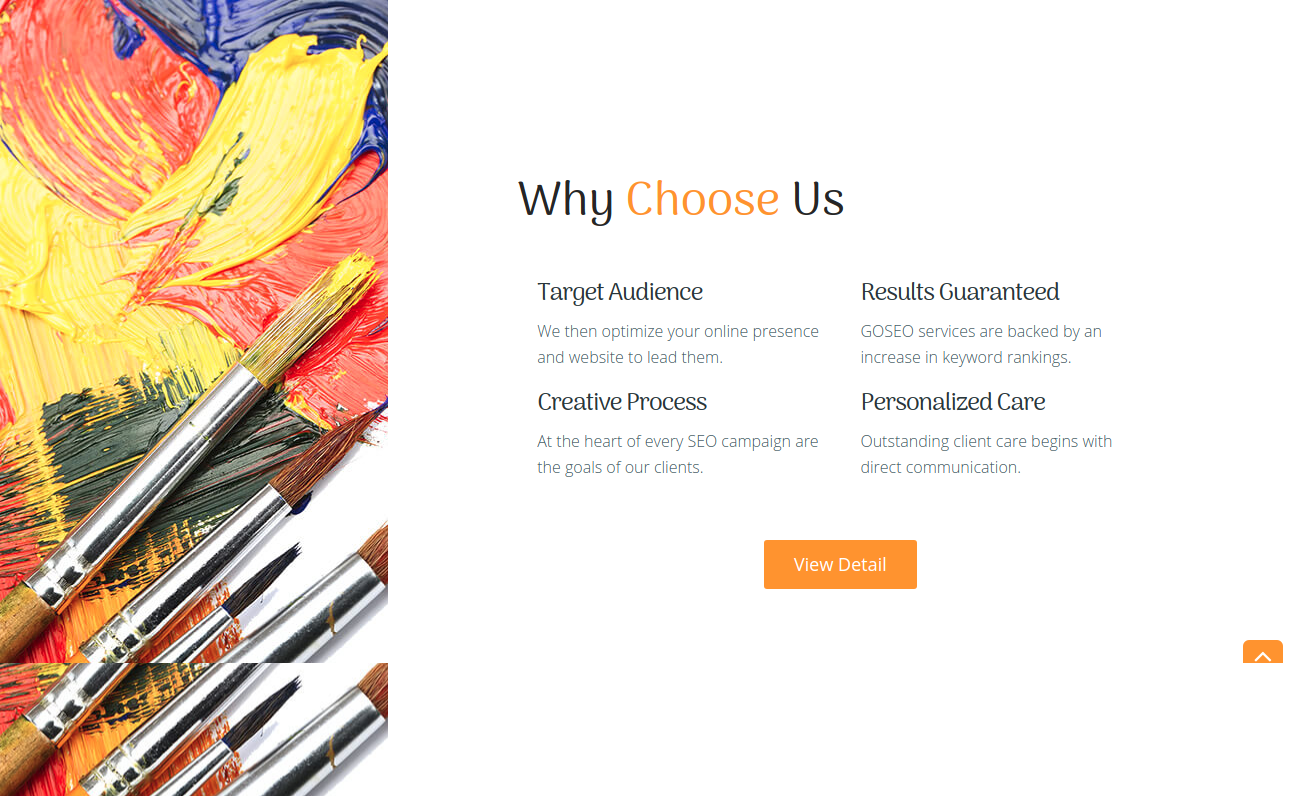 Why Choose Us
Target Audience
We then optimize your online presence
and website to lead them.
Results Guaranteed
GOSEO services are backed by an
increase in keyword rankings.
Creative Process
At the heart of every SEO campaign are
the goals of our clients.
Personalized Care
Outstanding client care begins with
direct communication.
View Detail